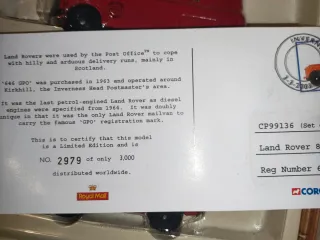 Land Rovers were used by the Post Office™ to cope
with hilly and arduous delivery runs, mainly in
Scotland.
'446 GPO' was purchased in 1963 and operated around
Kirkhill, the Inverness Head Postmaster's area.
It was the last petrol-engined Land Rover as diesel
engines were specified from 1964. It was doubly
unique in that it was the only Land Rover mailvan to
carry the famous 'GPO' registration mark.
This is to certify that this model
is a Limited Edition and is
NO. 2979 of only 3,000
distributed worldwide.
Royal Mail
INVERN
CP99136 (Set
Land Rover
Reg Number
CORG